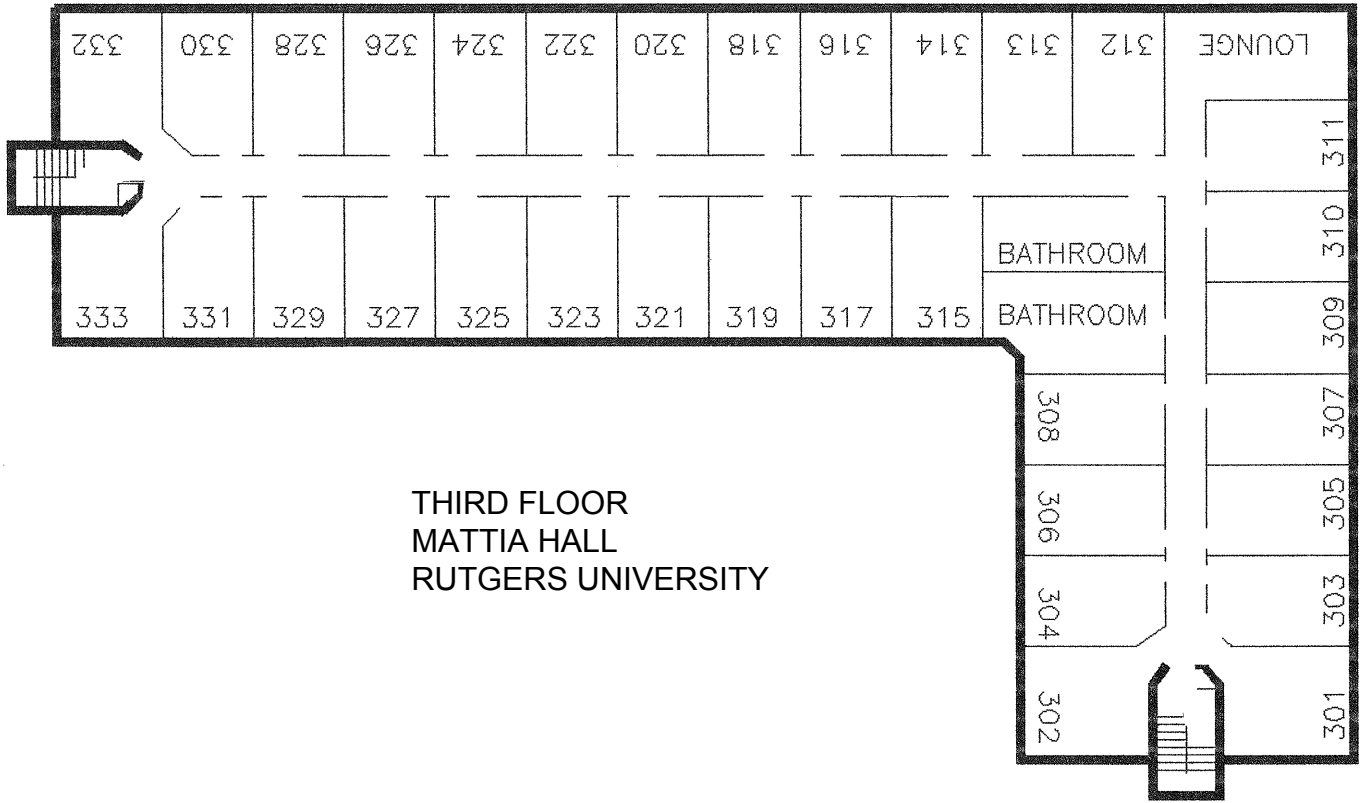 332 330 328 326 324 322 320 318 316 314 313 312 LOUNGE
311
310
BATHROOM
309
333 331 329 327 325 323 321 319 317 315 BATHROOM
308
307
306
305
304
303
302
301
THIRD FLOOR
MATTIA HALL
RUTGERS UNIVERSITY